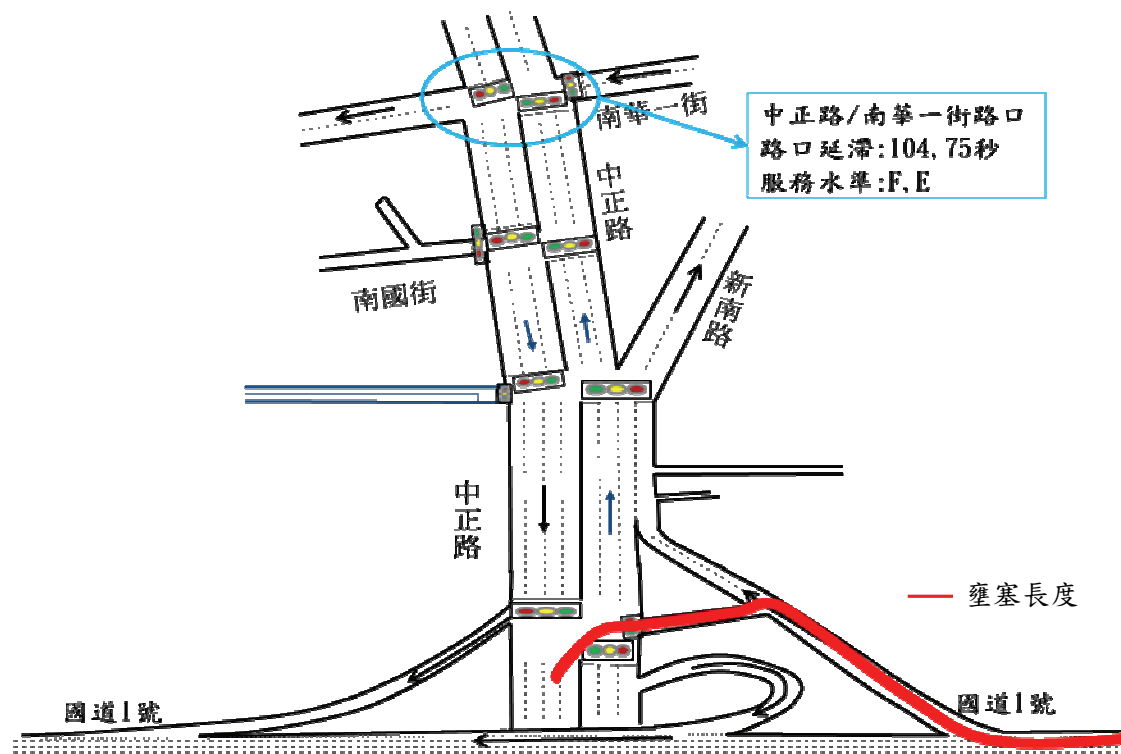 南華一街
中正路/南華一街路口
路口延滯:104,75秒
服務水準:F,E
中正路
南國街
新南路
中正路
壅塞長度
國道1號
國道1號